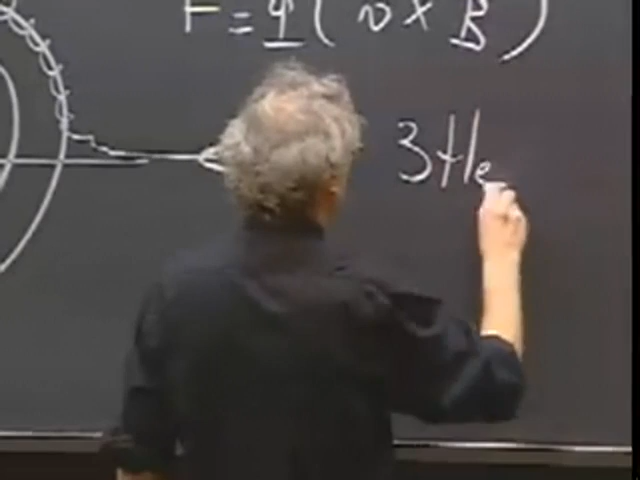 F = q ( v × B )
3He